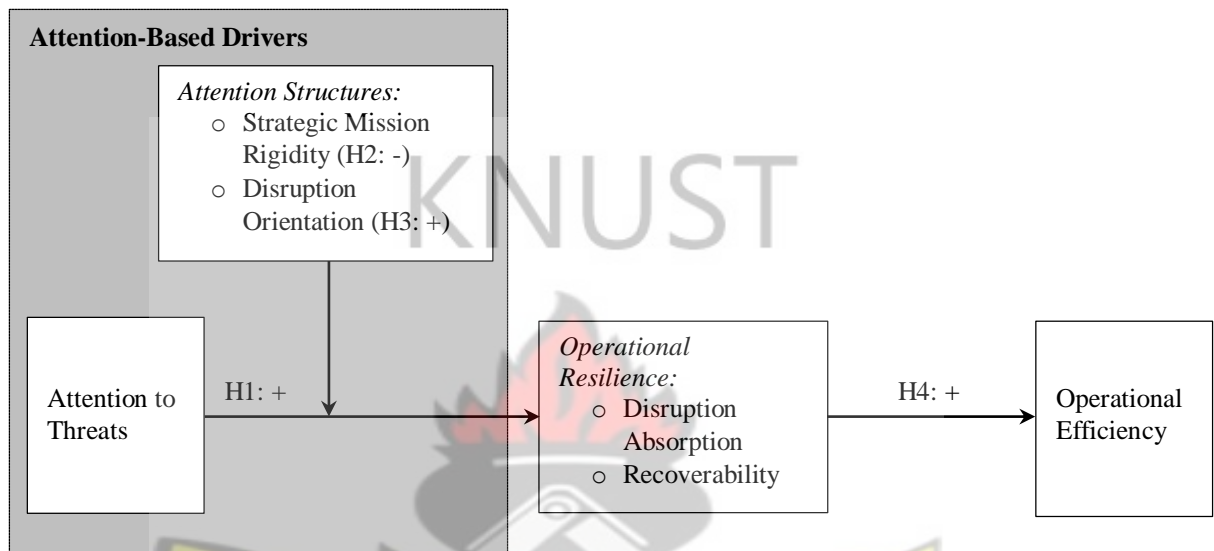 Attention-Based Drivers
Attention Structures:
○ Strategic Mission
Rigidity (H2: -)
○ Disruption
Orientation (H3: +)
KNUST
Attention to
Threats
H1: +
Operational
Resilience:
○ Disruption
Absorption
○ Recoverability
H4: +
Operational
Efficiency